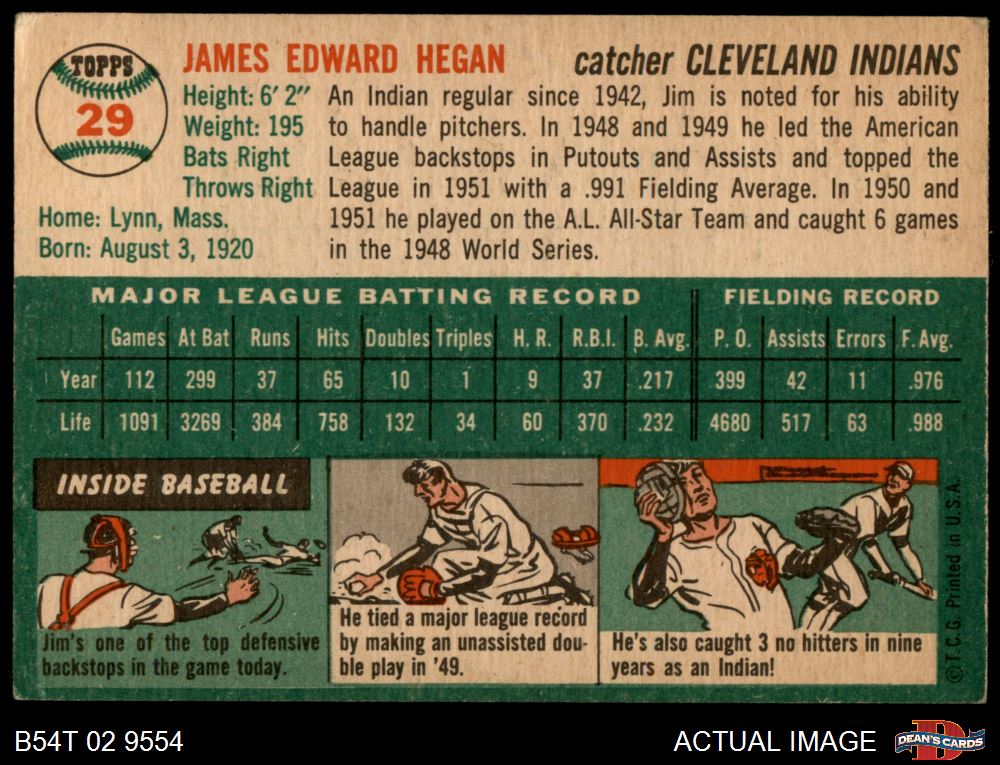 TOPPS
29
JAMES EDWARD HEGAN
catcher CLEVELAND INDIANS
Height: 6' 2"
Weight: 195
Bats Right
Throws Right
Home: Lynn, Mass.
Born: August 3, 1920
An Indian regular since 1942, Jim is noted for his ability
to handle pitchers. In 1948 and 1949 he led the American
League backstops in Putouts and Assists and topped the
League in 1951 with a .991 Fielding Average. In 1950 and
1951 he played on the A.L. All-Star Team and caught 6 games
in the 1948 World Series.
MAJOR LEAGUE BATTING RECORD
FIELDING RECORD
Games At Bat Runs Hits Doubles Triples H. R. R.B.I. B. Avg. P. O. Assists Errors F. Avg.
Year 112 299 37 65 10 1 9 37 .217 399 42 11 .976
Life 1091 3269 384 758 132 34 60 370 .232 4680 517 63 .988
INSIDE BASEBALL
Jim's one of the top defensive
backstops in the game today.
He tied a major league record
by making an unassisted dou-
ble play in '49.
He's also caught 3 no hitters in nine
years as an Indian!
© T.C.G. Printed in U.S.A.
B54T 02 9554
ACTUAL IMAGE
DEAN'S CARDS